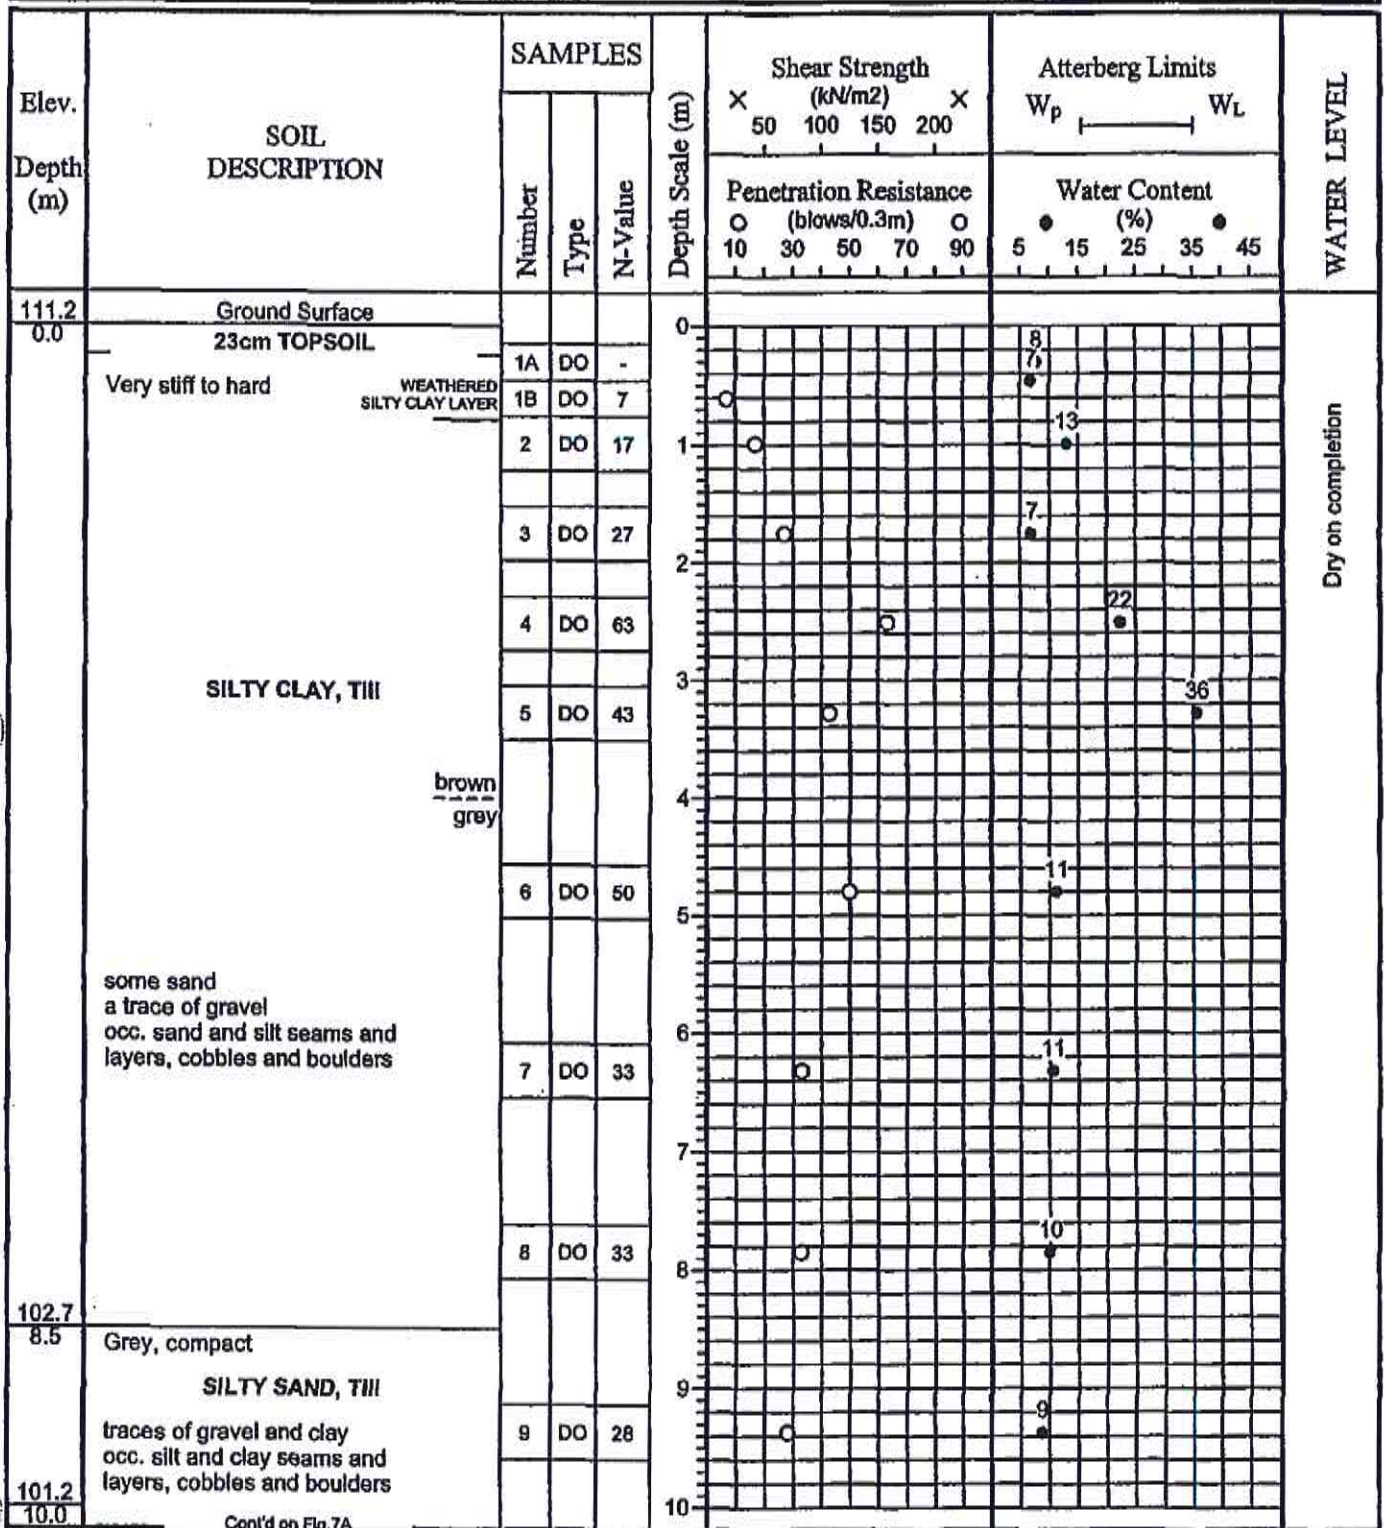 SAMPLES
Elev.
Depth
(m)
SOIL
DESCRIPTION
Number
Type
N-Value
Depth Scale (m)
Shear Strength
× (kN/m2) ×
50 100 150 200
Penetration Resistance
O (blows/0.3m) O
10 30 50 70 90
Atterberg Limits
Wp WL
Water Content
● (%) ●
5 15 25 35 45
WATER LEVEL
111.2 Ground Surface
0.0 23cm TOPSOIL 0
8
1A DO -
Very stiff to hard WEATHERED
SILTY CLAY LAYER 1B DO 7
13
2 DO 17 1
7
3 DO 27
2
22
4 DO 63
3
SILTY CLAY, Till 36
5 DO 43
brown
grey 4
11
6 DO 50
5
some sand
a trace of gravel
occ. sand and silt seams and
layers, cobbles and boulders
6
11
7 DO 33
7
10
8 DO 33
8
102.7
8.5 Grey, compact
SILTY SAND, Till 9
9
traces of gravel and clay 9 DO 28
occ. silt and clay seams and
layers, cobbles and boulders
101.2
10.0 10
Cont'd on Fig.7A
Dry on completion